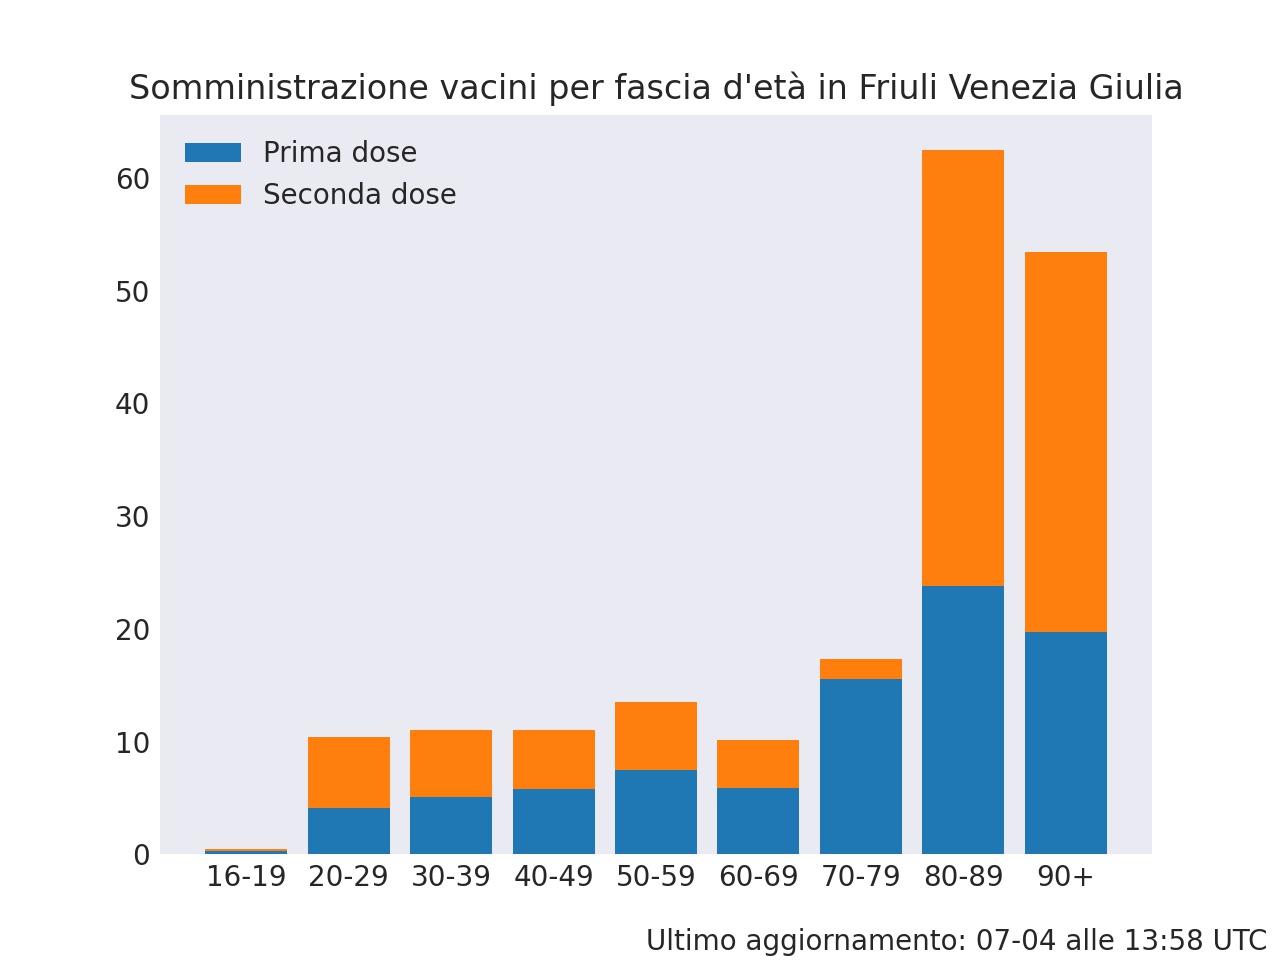 Somministrazione vacini per fascia d'età in Friuli Venezia Giulia
Prima dose
Seconda dose
60
50
40
30
20
10
0
16-19 20-29 30-39 40-49 50-59 60-69 70-79 80-89 90+
Ultimo aggiornamento: 07-04 alle 13:58 UTC